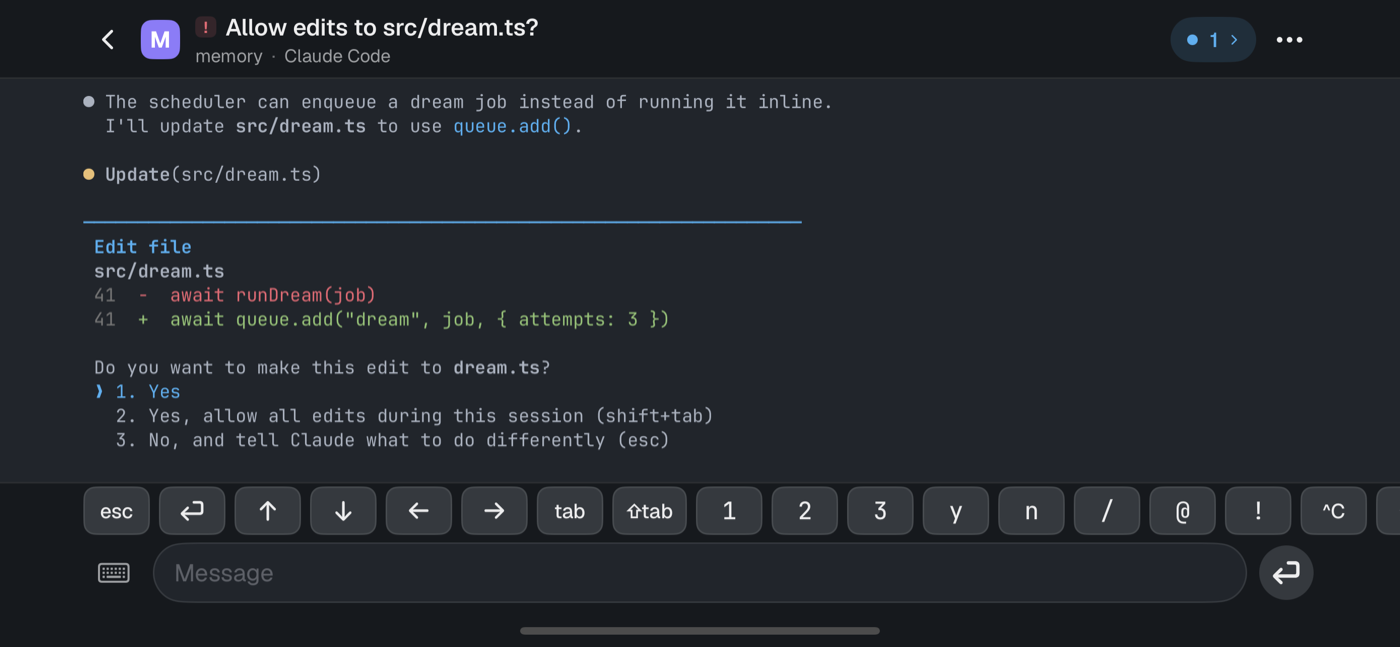 M
! Allow edits to src/dream.ts?
memory · Claude Code
1
● The scheduler can enqueue a dream job instead of running it inline.
I'll update src/dream.ts to use queue.add().
● Update(src/dream.ts)
Edit file
src/dream.ts
41 - await runDream(job)
41 + await queue.add("dream", job, { attempts: 3 })
Do you want to make this edit to dream.ts?
❯ 1. Yes
2. Yes, allow all edits during this session (shift+tab)
3. No, and tell Claude what to do differently (esc)
esc ↑ ↓ ← → tab ⇧tab 1 2 3 y n / @ ! ^C
Message